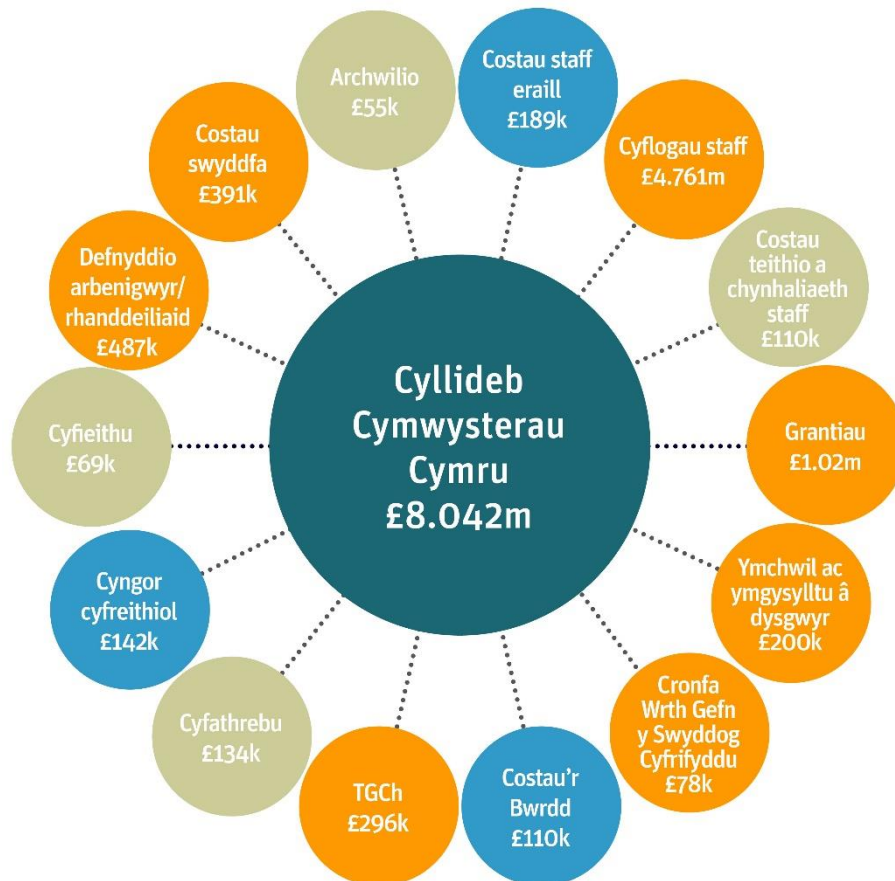 Archwilio
£55k
Costau staff
eraill
£189k
Cyflogau staff
£4.761m
Costau
teithio a
chynhaliaeth
staff
£110k
Grantiau
£1.02m
Ymchwil ac
ymgysylltu â
dysgwyr
£200k
Cronfa
Wrth Gefn
y Swyddog
Cyfrifyddu
£78k
Costau'r
Bwrdd
£110k
TGCh
£296k
Cyfathrebu
£134k
Cyngor
cyfreithiol
£142k
Cyfieithu
£69k
Defnyddio
arbenigwyr/
rhanddeiliaid
£487k
Costau
swyddfa
£391k
Cyllideb
Cymwysterau
Cymru
£8.042m